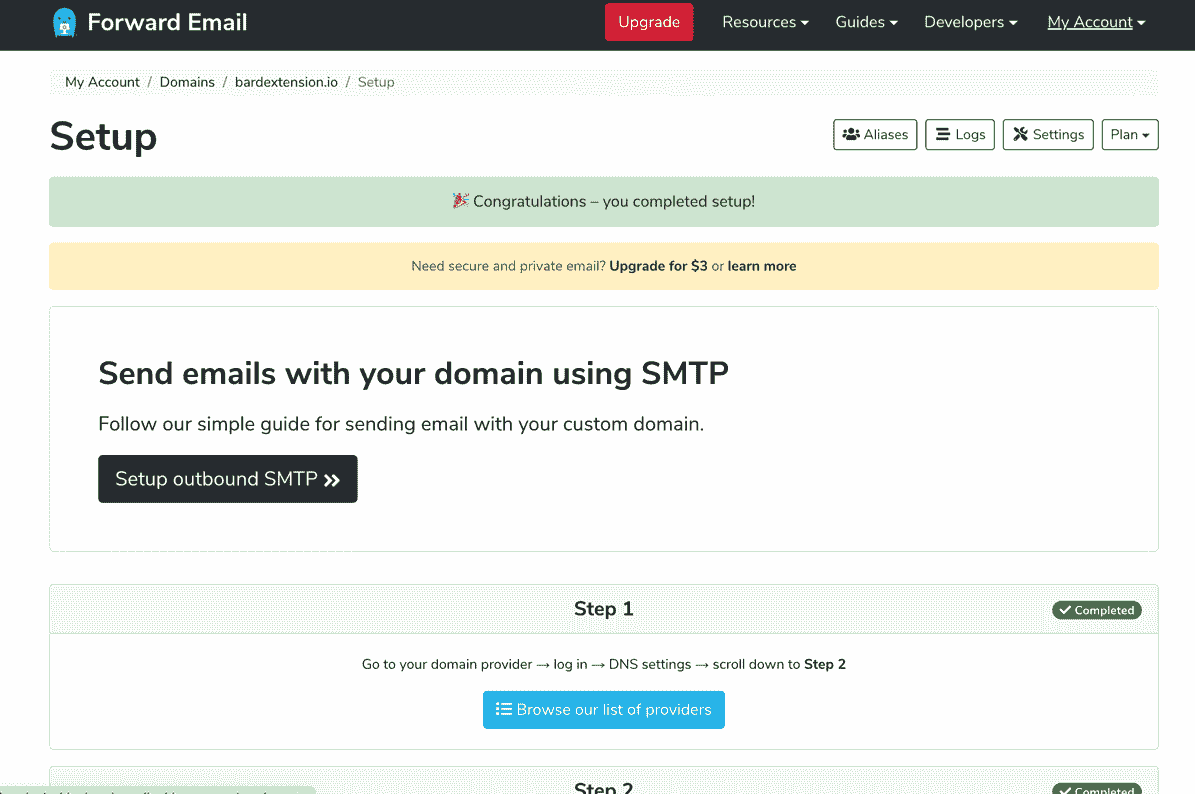 Forward Email
Upgrade
Resources
Guides
Developers
My Account
My Account / Domains / bardextension.io / Setup
Setup
Aliases
Logs
Settings
Plan
Congratulations – you completed setup!
Need secure and private email? Upgrade for $3 or learn more
Send emails with your domain using SMTP
Follow our simple guide for sending email with your custom domain.
Setup outbound SMTP »
Step 1
Completed
Go to your domain provider → log in → DNS settings → scroll down to Step 2
Browse our list of providers
Step 2
Completed